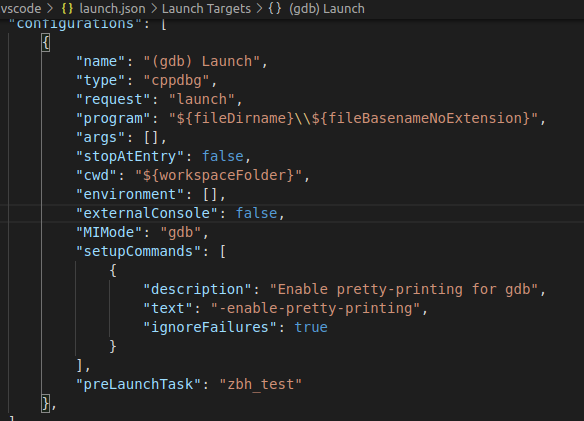 vscode > {} launch.json > Launch Targets > {} (gdb) Launch
"configurations": [
{
"name": "(gdb) Launch",
"type": "cppdbg",
"request": "launch",
"program": "${fileDirname}\\${fileBasenameNoExtension}",
"args": [],
"stopAtEntry": false,
"cwd": "${workspaceFolder}",
"environment": [],
"externalConsole": false,
"MIMode": "gdb",
"setupCommands": [
{
"description": "Enable pretty-printing for gdb",
"text": "-enable-pretty-printing",
"ignoreFailures": true
}
],
"preLaunchTask": "zbh_test"
},